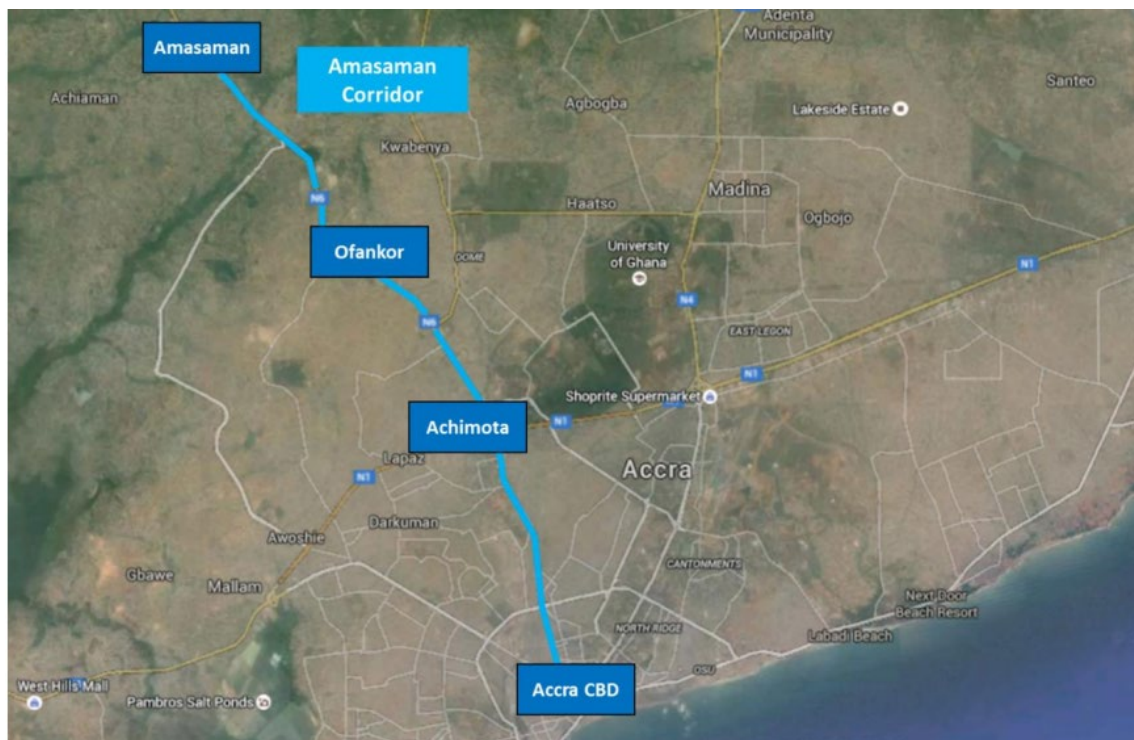 Adenta
Municipality
Amasaman
Amasaman
Corridor
Santeo
Achiaman
Agbogba
Lakeside Estate
Kwabenya
Madina
N6
Haatso
Ogbojo
Ofankor
University
of Ghana
DOME
N1
N4
N6
EAST LEGON
N1
Shoprite Supermarket
Achimota
N1
Lapaz
Accra
N1
Darkuman
Awoshie
CANTONMENTS
Gbawe
Mallam
Next Door
Beach Resort
NORTH RIDGE
Labadi Beach
OSU
West Hills Mall
Accra CBD
Pambros Salt Ponds